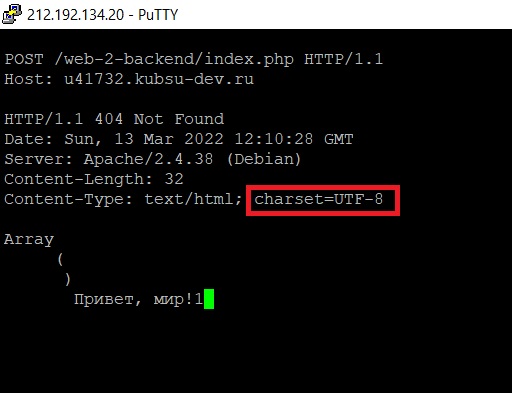 212.192.134.20 - PuTTY
POST /web-2-backend/index.php HTTP/1.1
Host: u41732.kubsu-dev.ru
HTTP/1.1 404 Not Found
Date: Sun, 13 Mar 2022 12:10:28 GMT
Server: Apache/2.4.38 (Debian)
Content-Length: 32
Content-Type: text/html; charset=UTF-8
Array
(
)
Привет, мир!1